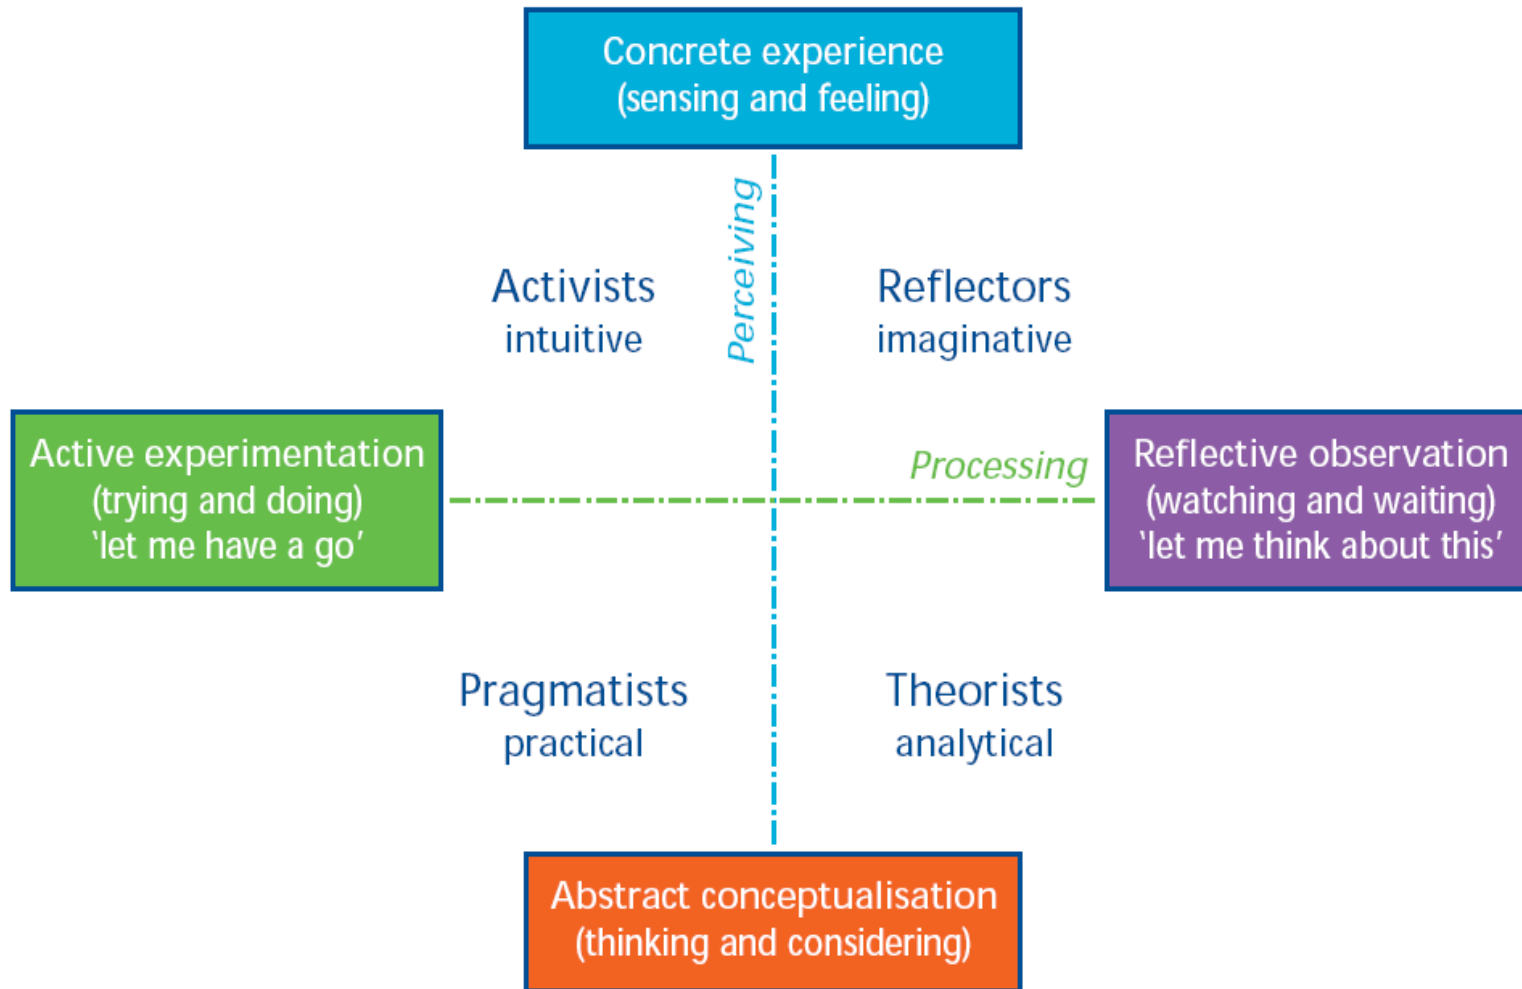 Concrete experience
(sensing and feeling)
Perceiving
Activists
intuitive
Reflectors
imaginative
Active experimentation
(trying and doing)
‘let me have a go’
Processing
Reflective observation
(watching and waiting)
‘let me think about this’
Pragmatists
practical
Theorists
analytical
Abstract conceptualisation
(thinking and considering)